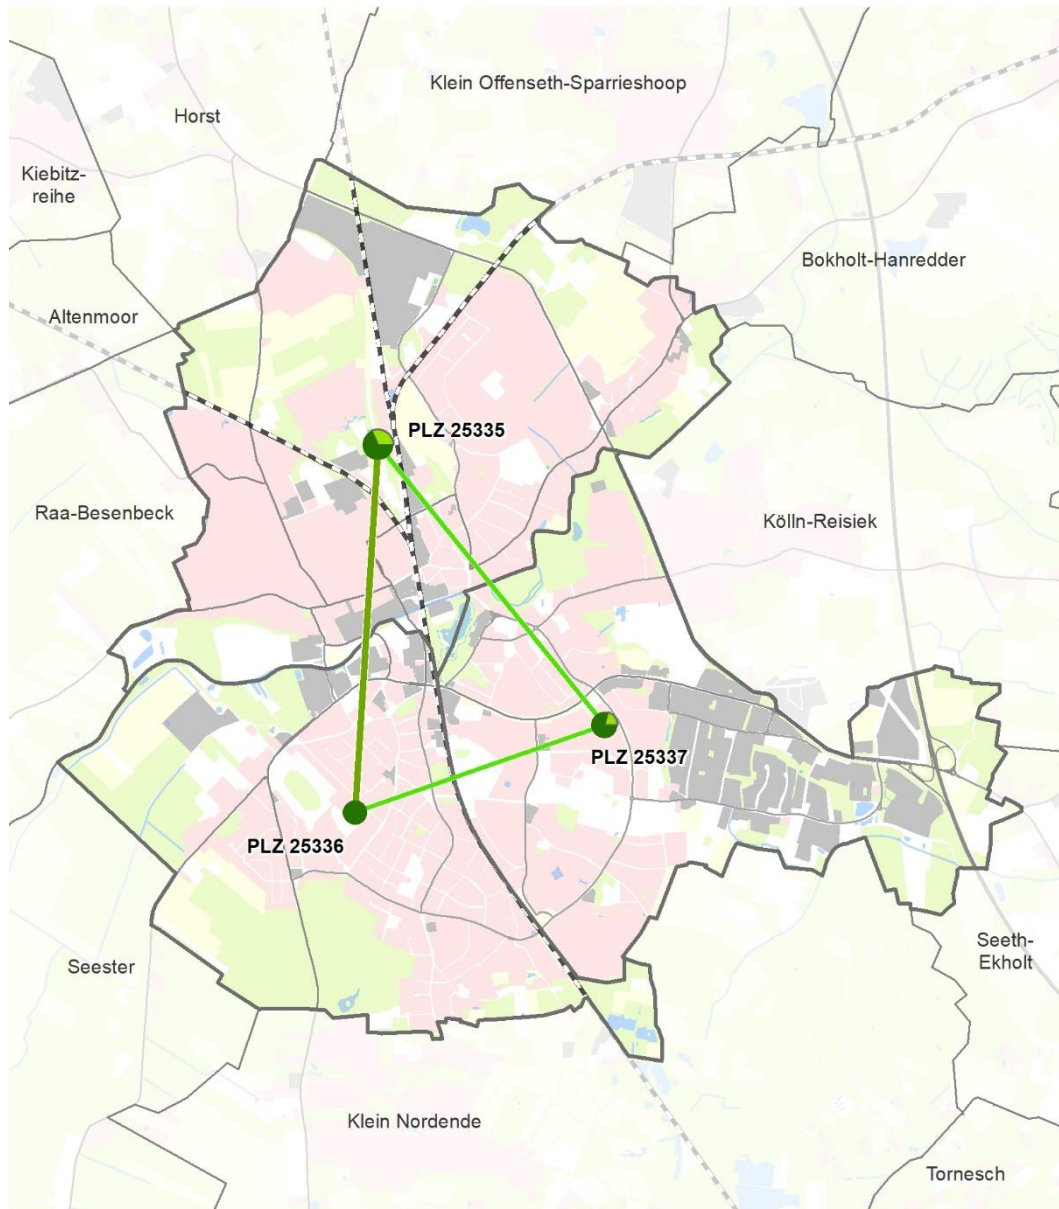 Klein Offenseth-Sparrieshoop
Horst
Kiebitz-
reihe
Bokholt-Hanredder
Altenmoor
PLZ 25335
Raa-Besenbeck
Kölln-Reisiek
PLZ 25337
PLZ 25336
Seeth-
Ekholt
Seester
Klein Nordende
Tornesch